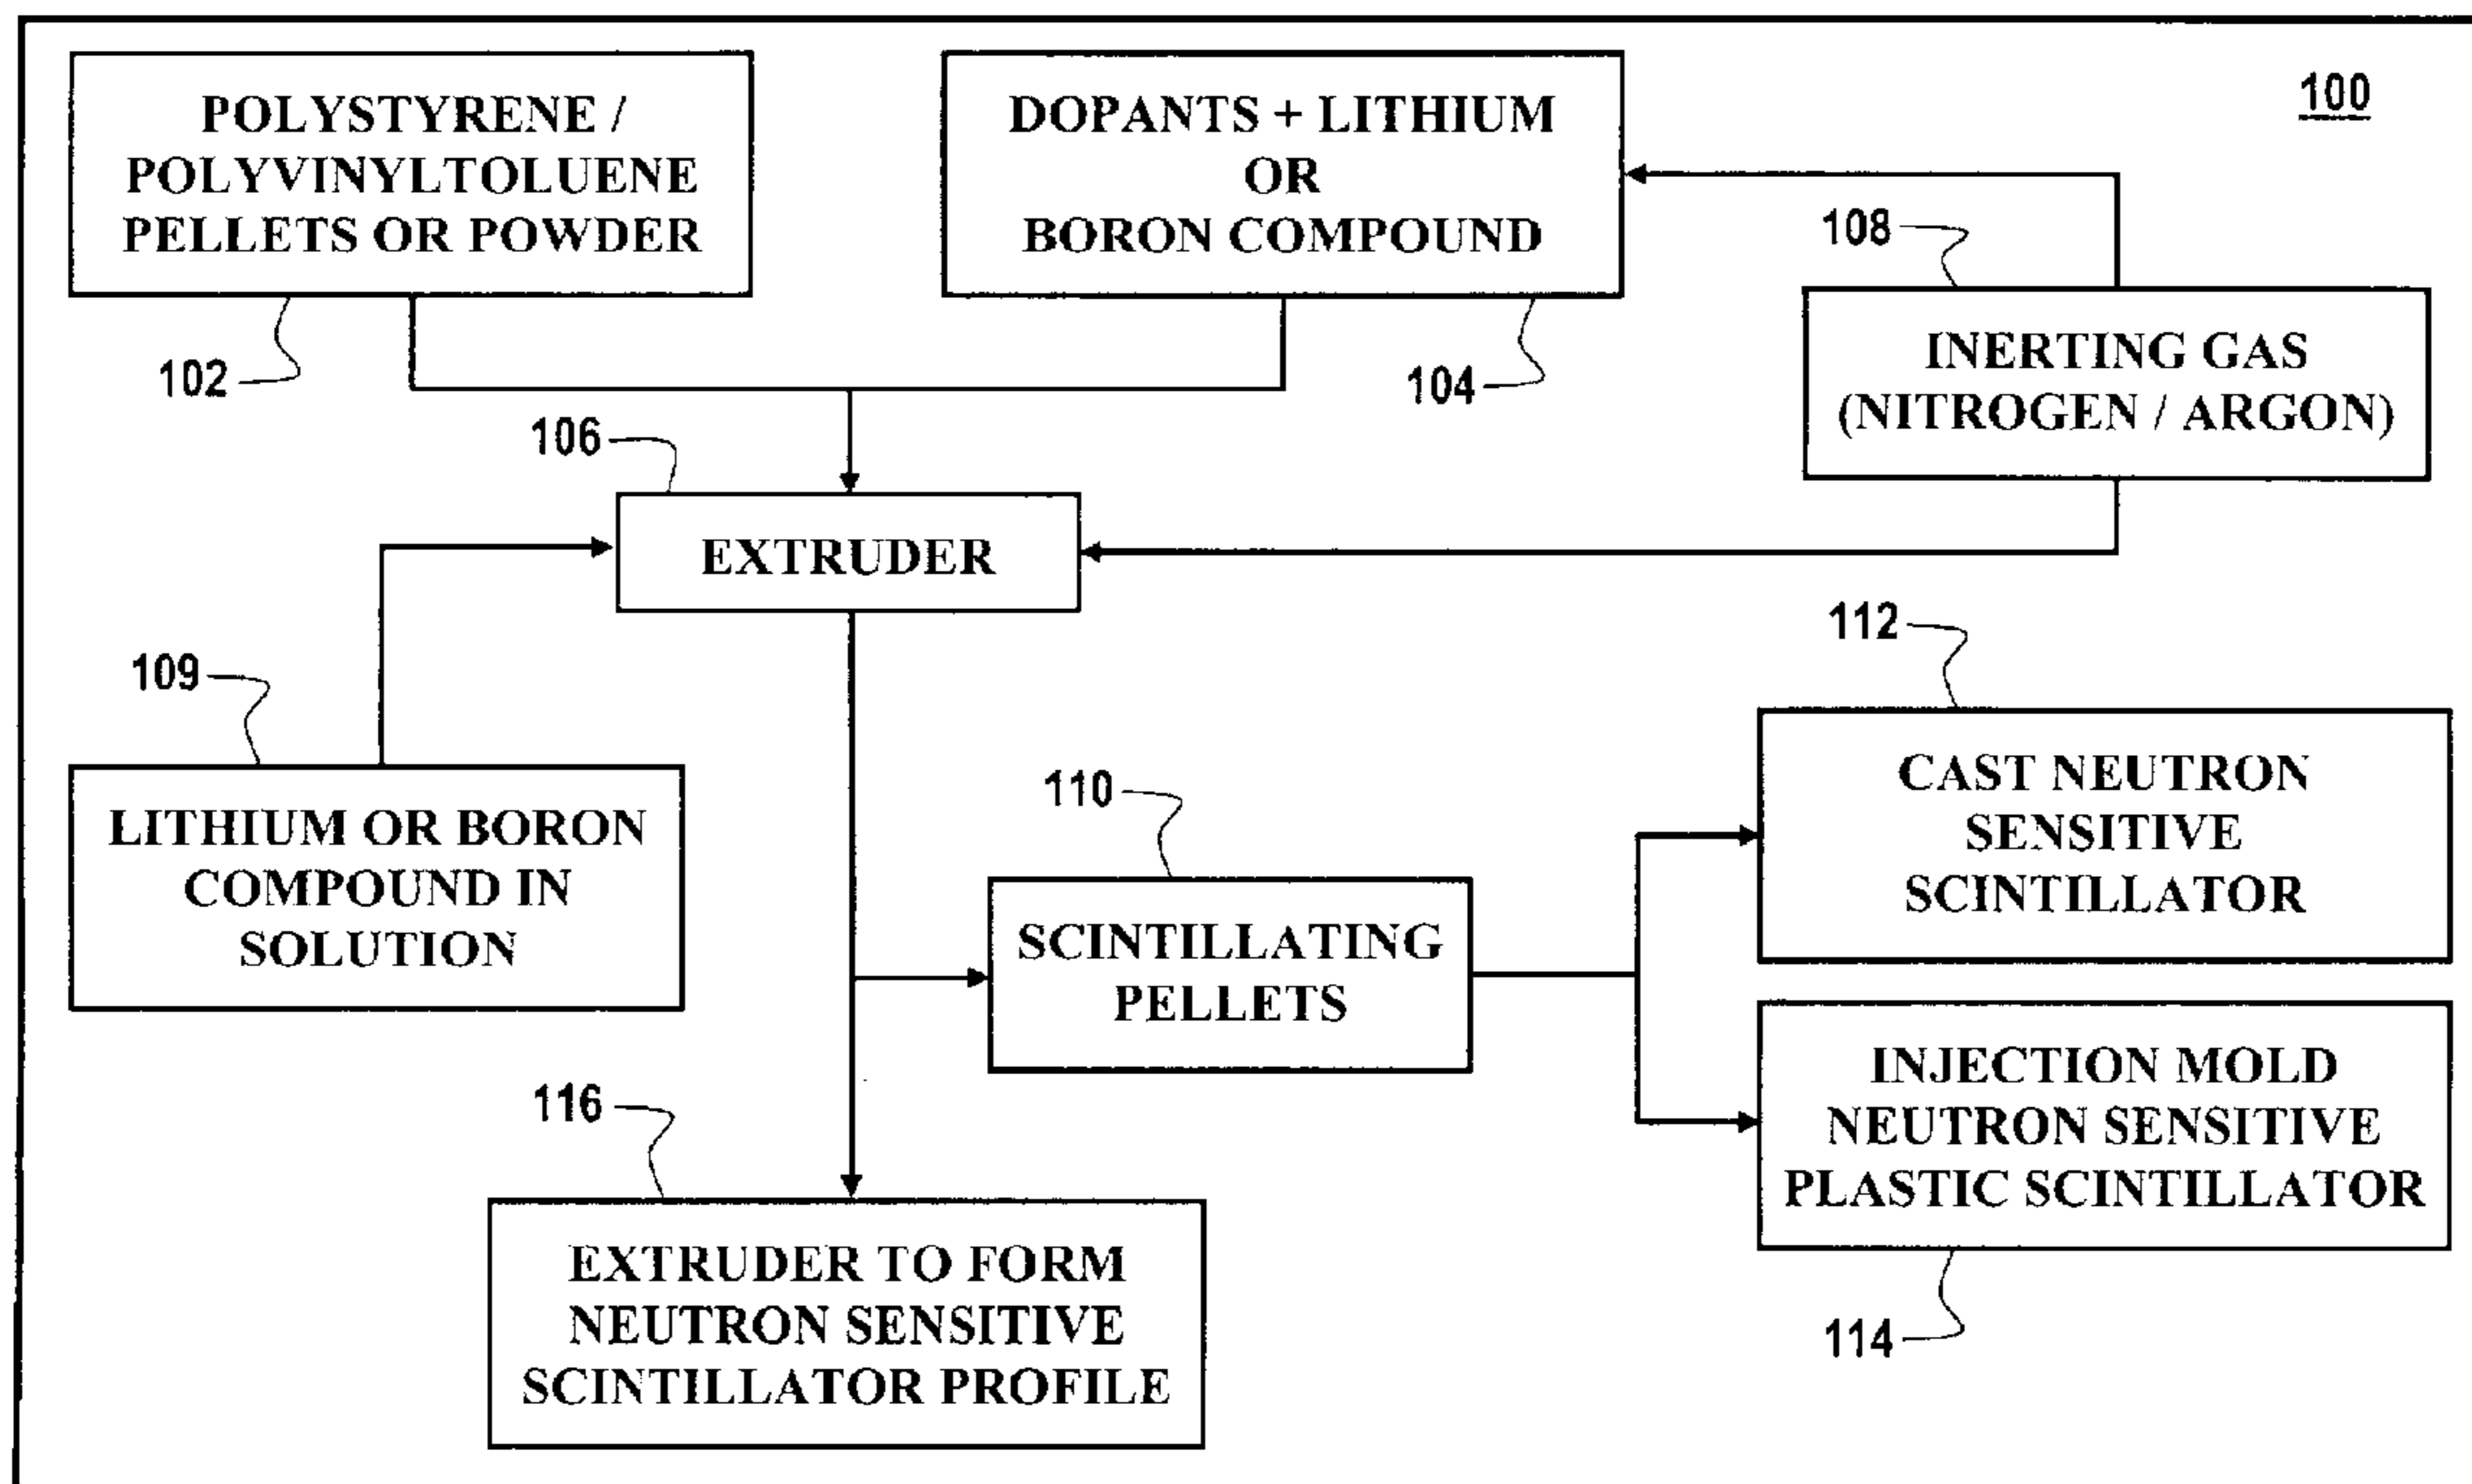 100
POLYSTYRENE /
POLYVINYLTOLUENE
PELLETS OR POWDER
102
DOPANTS + LITHIUM
OR
BORON COMPOUND
104
108
INERTING GAS
(NITROGEN / ARGON)
106
EXTRUDER
109
LITHIUM OR BORON
COMPOUND IN
SOLUTION
110
SCINTILLATING
PELLETS
112
CAST NEUTRON
SENSITIVE
SCINTILLATOR
INJECTION MOLD
NEUTRON SENSITIVE
PLASTIC SCINTILLATOR
114
116
EXTRUDER TO FORM
NEUTRON SENSITIVE
SCINTILLATOR PROFILE